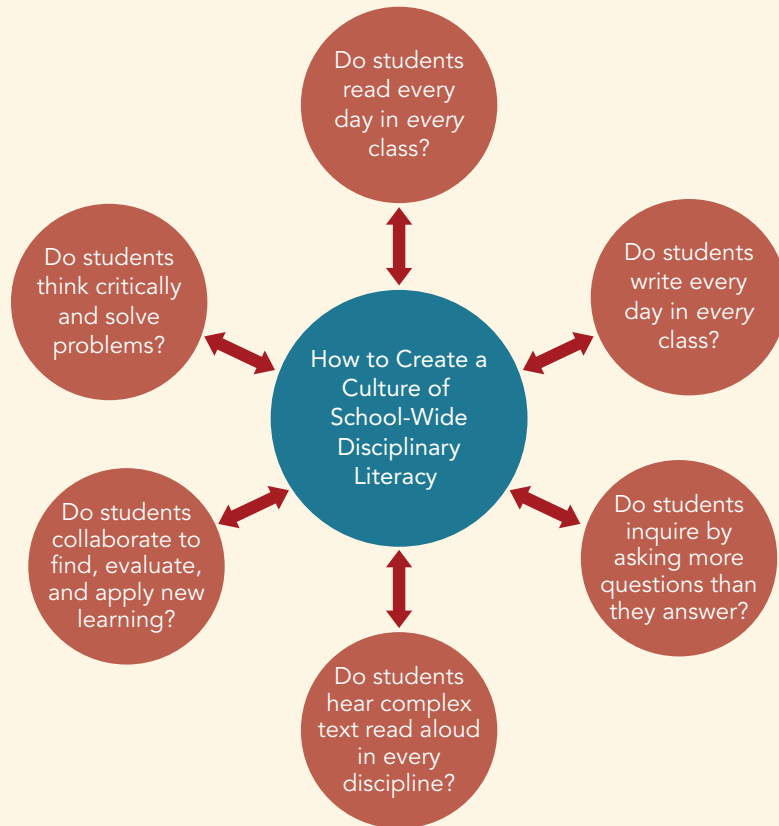 Do students
read every
day in every
class?
Do students
write every
day in every
class?
Do students
inquire by
asking more
questions than
they answer?
Do students
hear complex
text read aloud
in every
discipline?
Do students
collaborate to
find, evaluate,
and apply new
learning?
Do students
think critically
and solve
problems?
How to Create a
Culture of
School-Wide
Disciplinary
Literacy